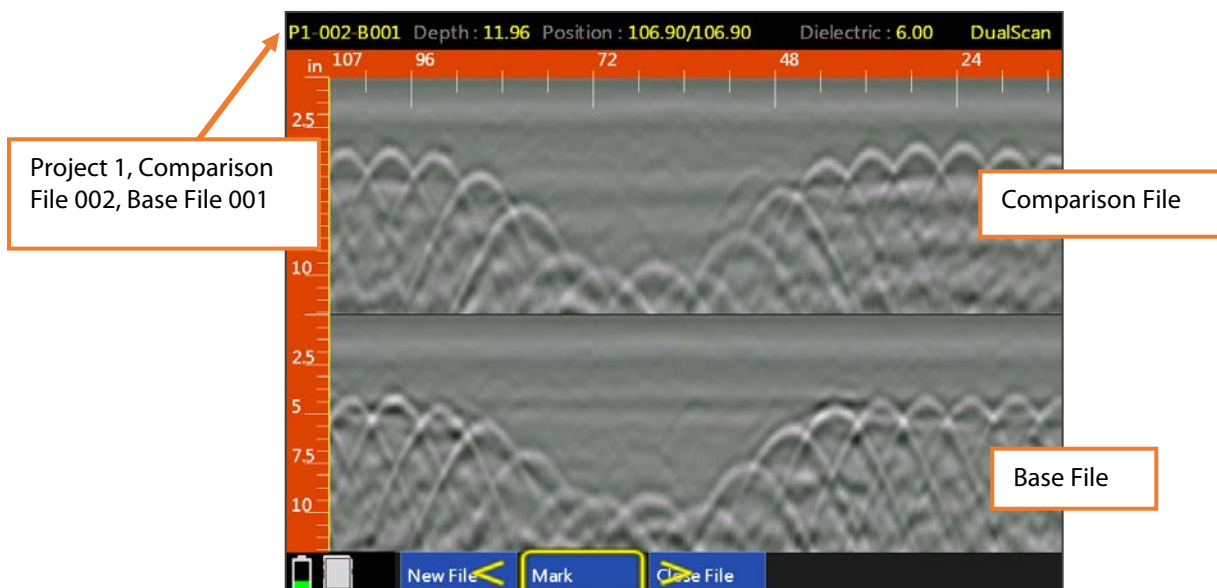 P1-002-B001 Depth : 11.96 Position : 106.90/106.90 Dielectric : 6.00 DualScan
in 107 96 72 48 24
2.5
Project 1, Comparison
File 002, Base File 001
Comparison File
10
2.5
5
7.5
10
Base File
New File < Mark > Close File